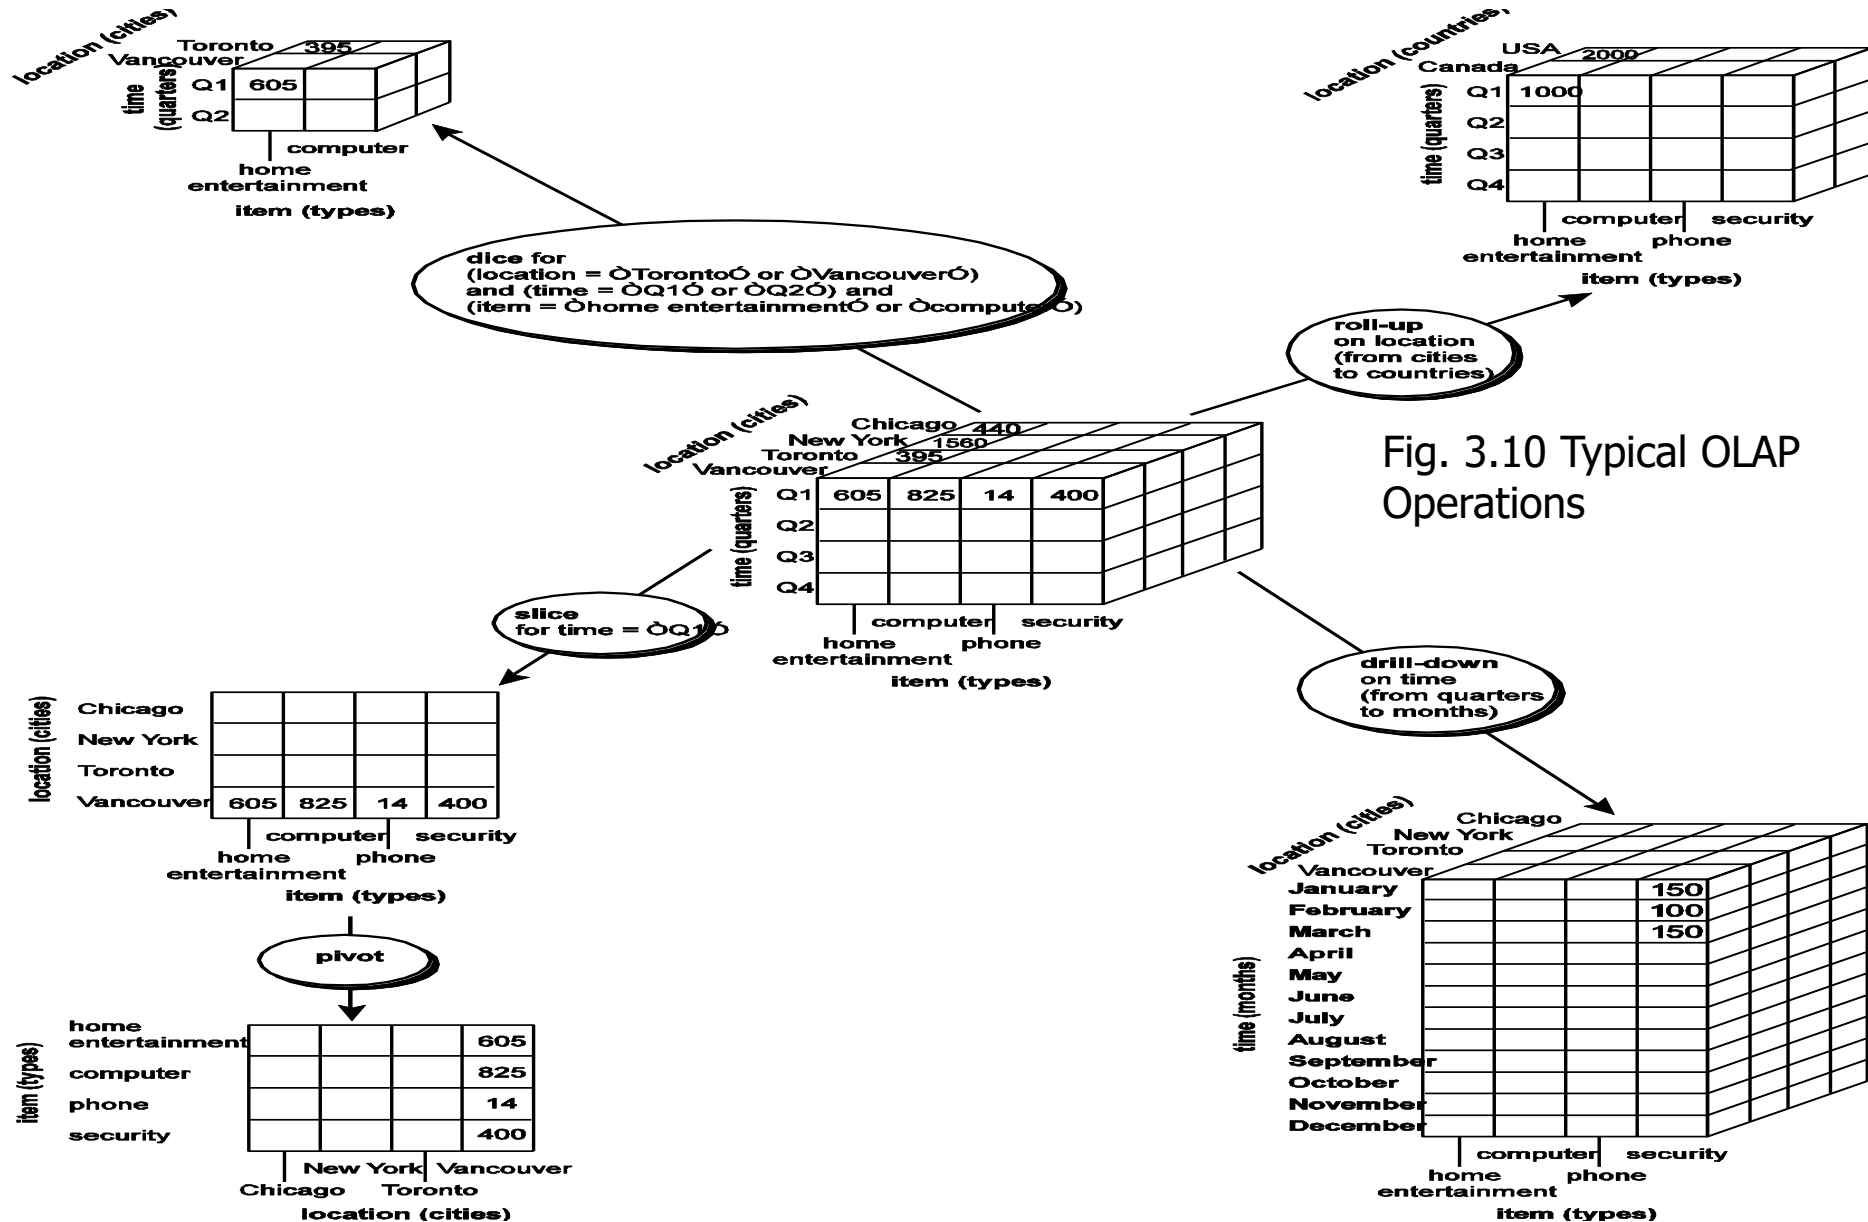 location (cities)
Toronto 395
Vancouver
time (quarters)
Q1 605
Q2
computer
home
entertainment
item (types)
location (countries)
USA 2000
Canada
time (quarters)
Q1 1000
Q2
Q3
Q4
computer security
home phone
entertainment
item (types)
dice for
(location = ÒTorontoÓ or ÒVancouverÓ)
and (time = ÒQ1Ó or ÒQ2Ó) and
(item = Òhome entertainmentÓ or ÒcomputerÓ)
roll-up
on location
(from cities
to countries)
Fig. 3.10 Typical OLAP
Operations
location (cities)
Chicago 440
New York 1560
Toronto 395
Vancouver
time (quarters)
Q1 605 825 14 400
Q2
Q3
Q4
computer security
home phone
entertainment
item (types)
slice
for time = ÒQ1Ó
drill-down
on time
(from quarters
to months)
location (cities)
Chicago
New York
Toronto
Vancouver 605 825 14 400
computer security
home phone
entertainment
item (types)
pivot
item (types)
home
entertainment 605
computer 825
phone 14
security 400
New York Vancouver
Chicago Toronto
location (cities)
location (cities)
Chicago
New York
Toronto
Vancouver
time (months)
January 150
February 100
March 150
April
May
June
July
August
September
October
November
December
computer security
home phone
entertainment
item (types)